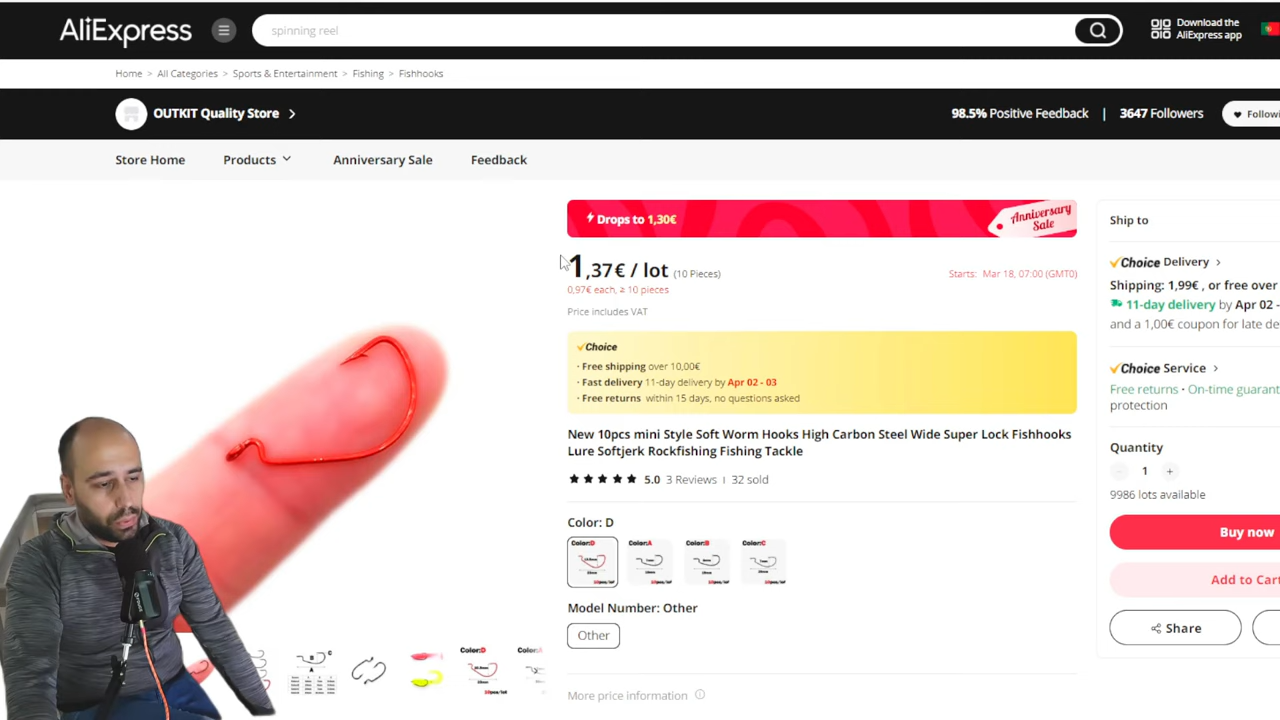 AliExpress
spinning reel
Download the
AliExpress app
Home > All Categories > Sports & Entertainment > Fishing > Fishhooks
OUTKIT Quality Store >
98.5% Positive Feedback | 3647 Followers
Store Home
Products
Anniversary Sale
Feedback
Drops to 1,30€
Anniversary
Sale
1,37€ / lot (10 Pieces)
Starts: Mar 18, 07:00 (GMT0)
0,97€ each, ≥ 10 pieces
Price includes VAT
Choice
· Free shipping over 10,00€
· Fast delivery 11-day delivery by Apr 02 - 03
· Free returns within 15 days, no questions asked
New 10pcs mini Style Soft Worm Hooks High Carbon Steel Wide Super Lock Fishhooks
Lure Softjerk Rockfishing Fishing Tackle
5.0 3 Reviews | 32 sold
Color: D
Color:D
Color:A
Color:B
Color:C
Model Number: Other
Other
More price information
Color:D
Ship to
Choice Delivery >
Shipping: 1,99€ , or free over
11-day delivery by Apr 02 -
and a 1,00€ coupon for late
Choice Service >
Free returns · On-time
protection
Quantity
- 1 +
9986 lots available
Buy now
Add to
Share